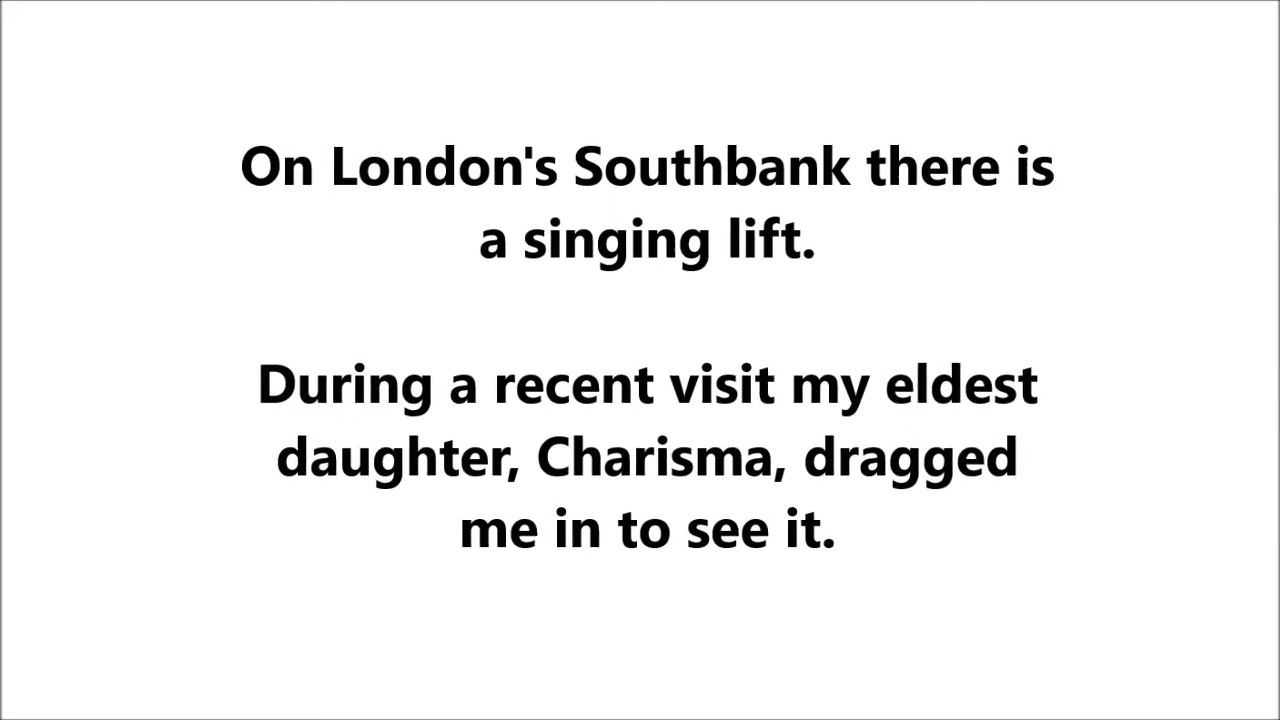 On London's Southbank there is
a singing lift.
During a recent visit my eldest
daughter, Charisma, dragged
me in to see it.